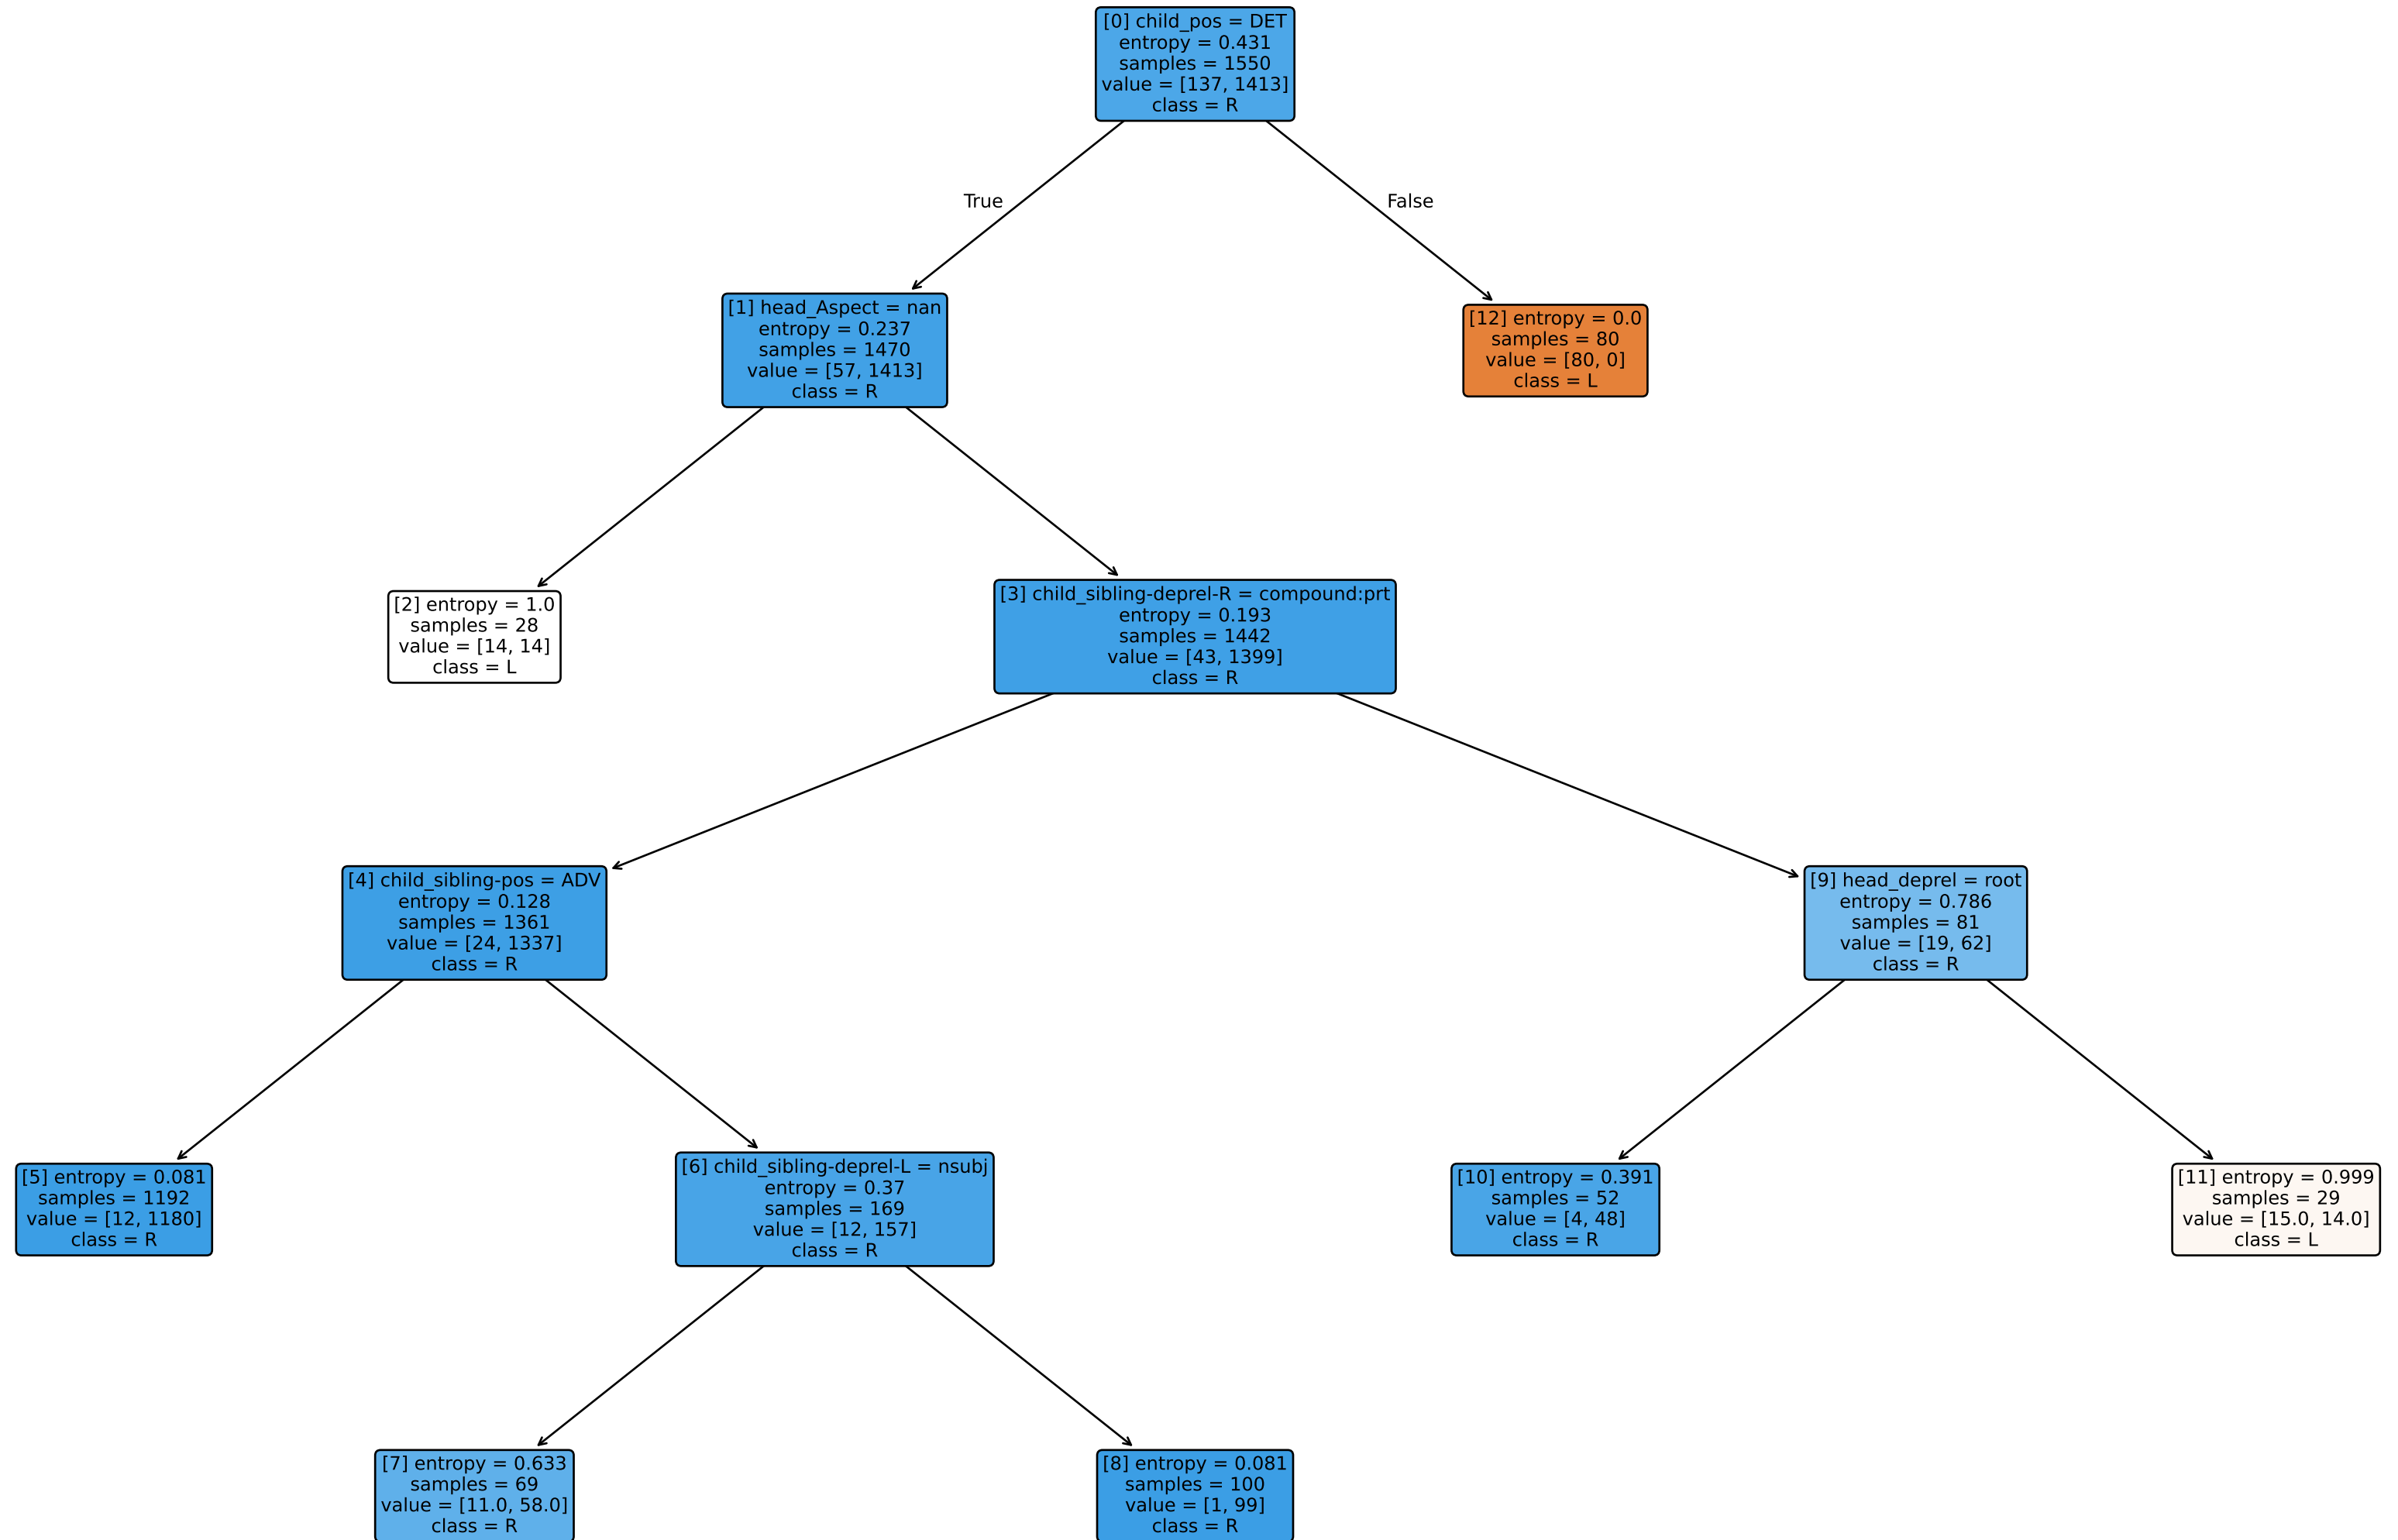 [0] child_pos = DET
entropy = 0.431
samples = 1550
value = [137, 1413]
class = R
True
False
[1] head_Aspect = nan
entropy = 0.237
samples = 1470
value = [57, 1413]
class = R
[12] entropy = 0.0
samples = 80
value = [80, 0]
class = L
[2] entropy = 1.0
samples = 28
value = [14, 14]
class = L
[3] child_sibling-deprel-R = compound:prt
entropy = 0.193
samples = 1442
value = [43, 1399]
class = R
[4] child_sibling-pos = ADV
entropy = 0.128
samples = 1361
value = [24, 1337]
class = R
[9] head_deprel = root
entropy = 0.786
samples = 81
value = [19, 62]
class = R
[5] entropy = 0.081
samples = 1192
value = [12, 1180]
class = R
[6] child_sibling-deprel-L = nsubj
entropy = 0.37
samples = 169
value = [12, 157]
class = R
[10] entropy = 0.391
samples = 52
value = [4, 48]
class = R
[11] entropy = 0.999
samples = 29
value = [15.0, 14.0]
class = L
[7] entropy = 0.633
samples = 69
value = [11.0, 58.0]
class = R
[8] entropy = 0.081
samples = 100
value = [1, 99]
class = R